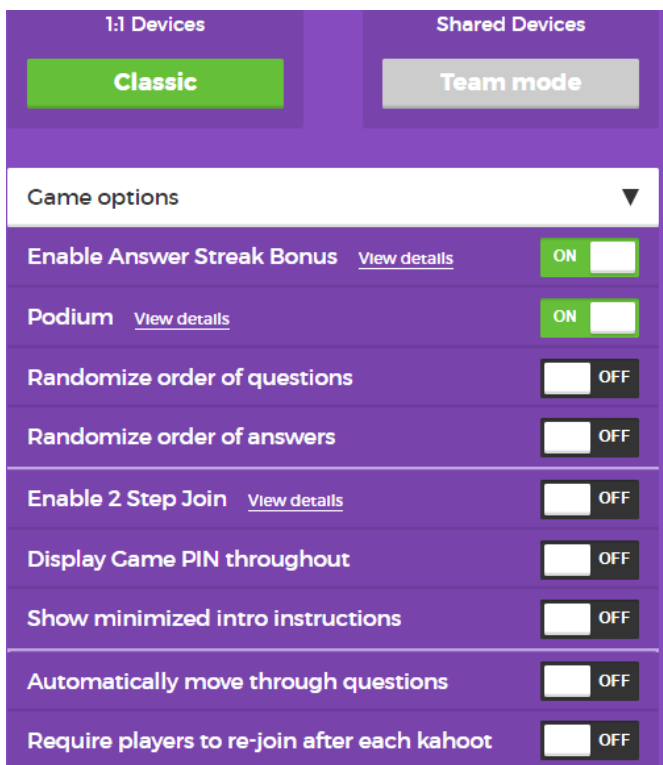 1:1 Devices
Shared Devices
Classic
Team mode
Game options
Enable Answer Streak Bonus View details ON
Podium View details ON
Randomize order of questions OFF
Randomize order of answers OFF
Enable 2 Step Join View details OFF
Display Game PIN throughout OFF
Show minimized intro instructions OFF
Automatically move through questions OFF
Require players to re-join after each kahoot OFF